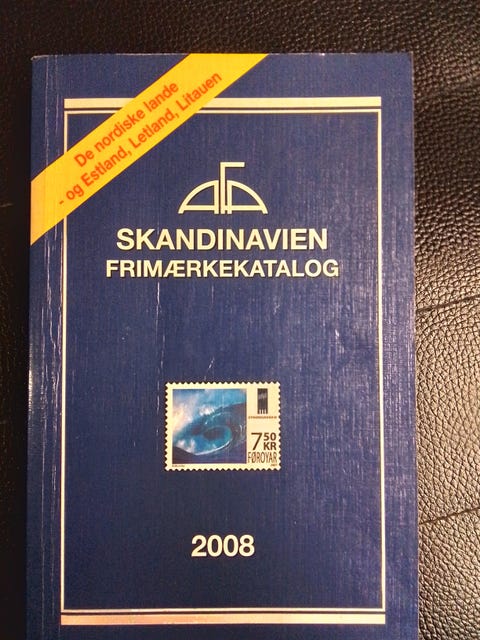 De nordiske lande
- og Estland, Letland, Litauen
AFA
SKANDINAVIEN
FRIMÆRKEKATALOG
7 50
KR
FØROYAR
2008